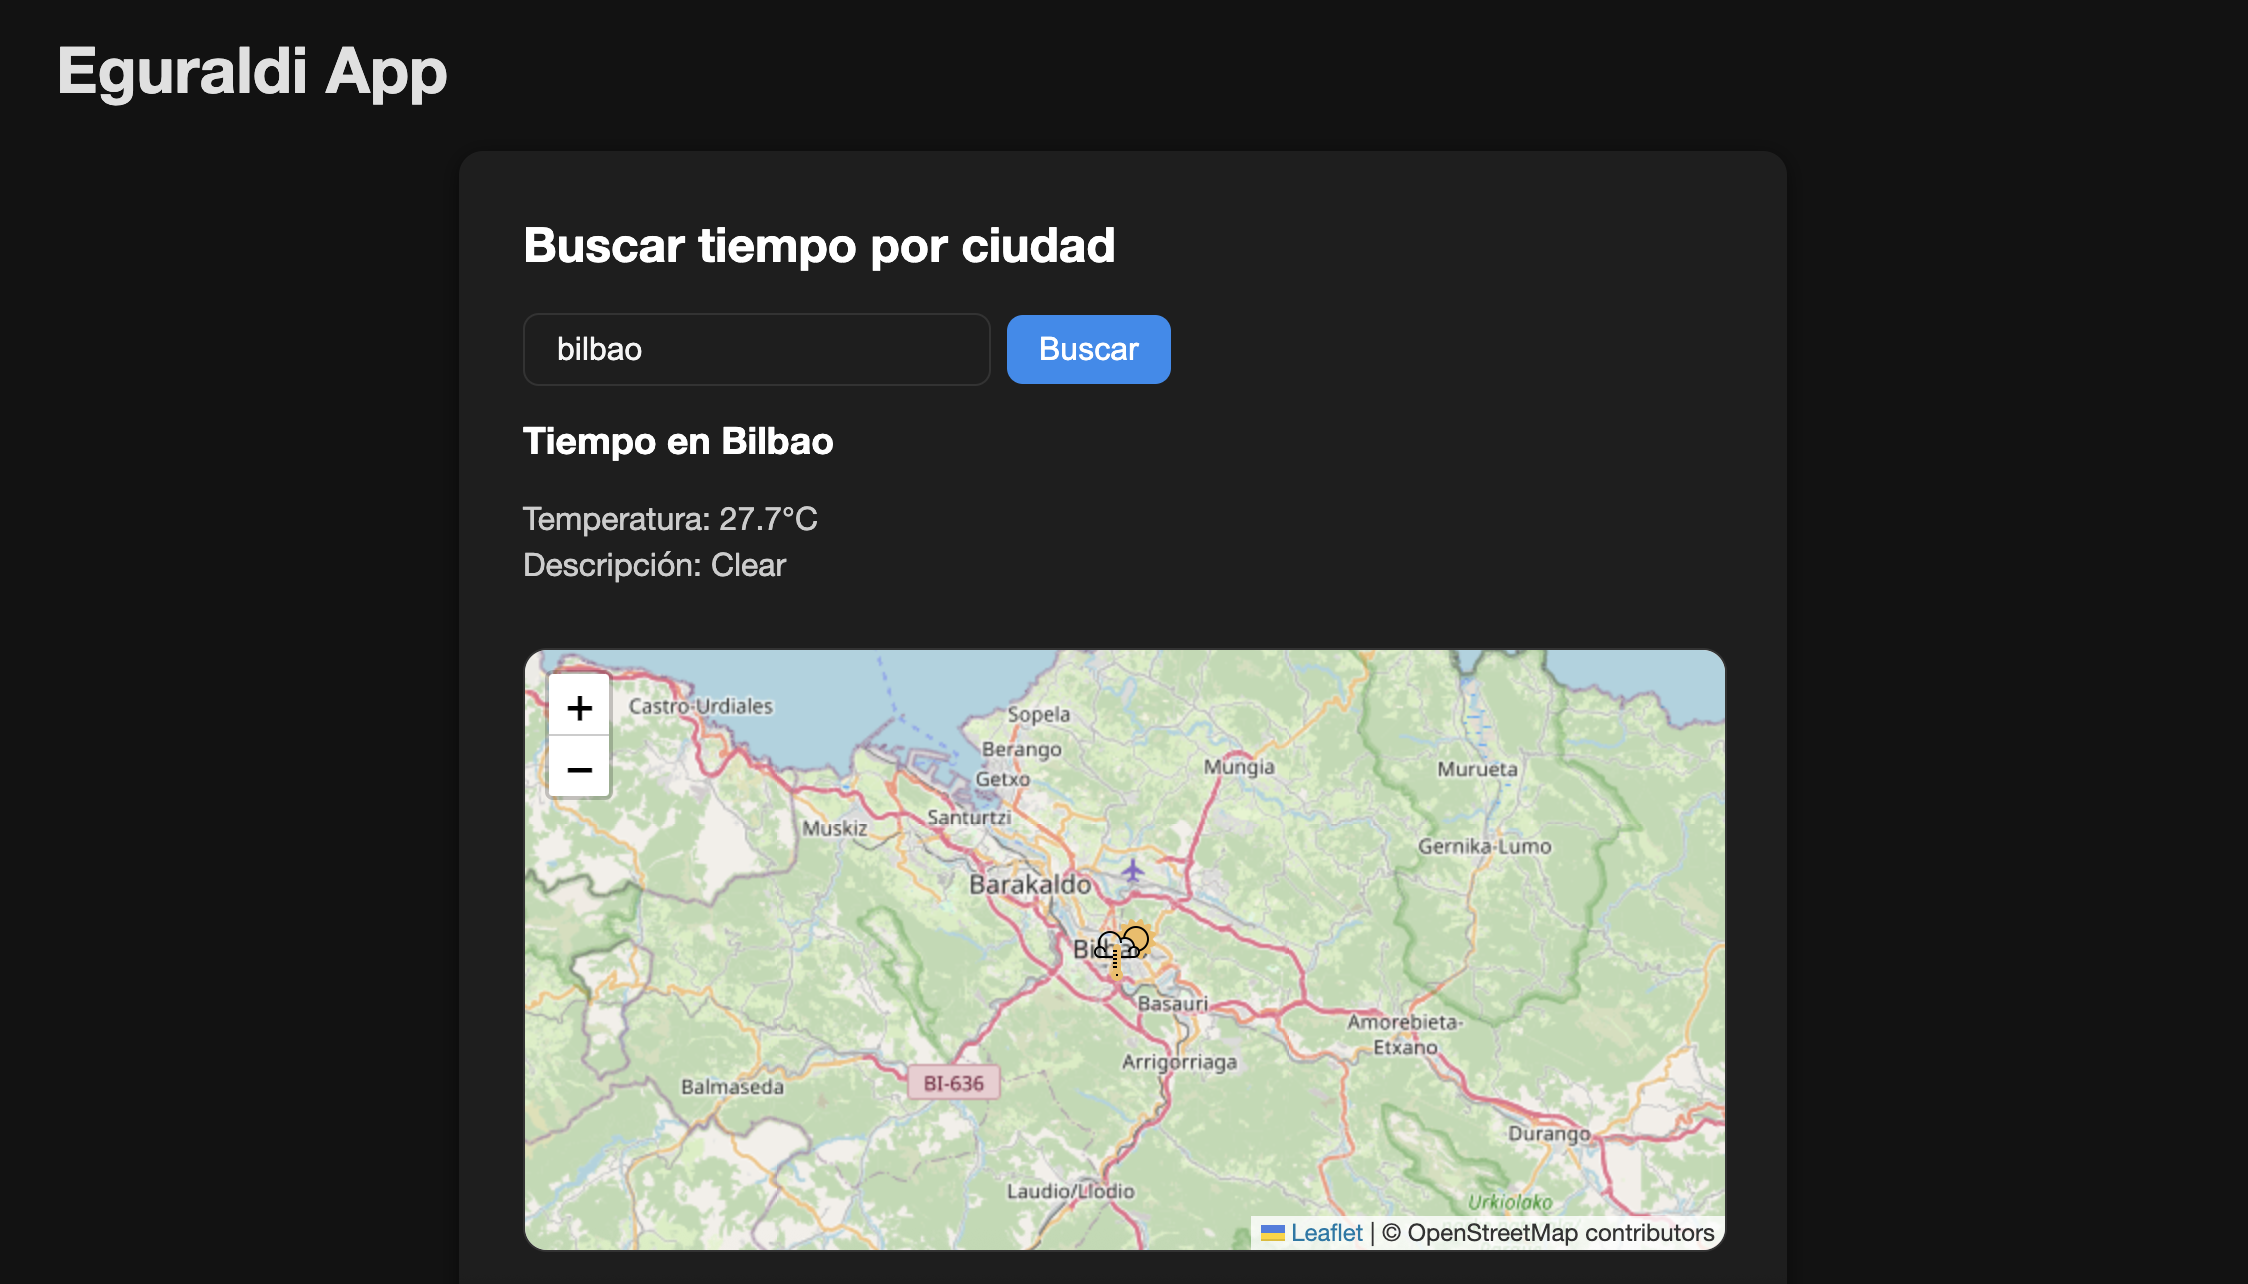 Eguraldi App
Buscar tiempo por ciudad
bilbao
Buscar
Tiempo en Bilbao
Temperatura: 27.7°C
Descripción: Clear
+
−
Castro-Urdiales
Sopela
Berango
Getxo
Mungia
Murueta
Santurtzi
Muskiz
Gernika-Lumo
Barakaldo
Basauri
Amorebieta-
Etxano
Arrigorriaga
BI-636
Balmaseda
Durango
Laudio/Llodio
Urkiolako
Leaflet | © OpenStreetMap contributors